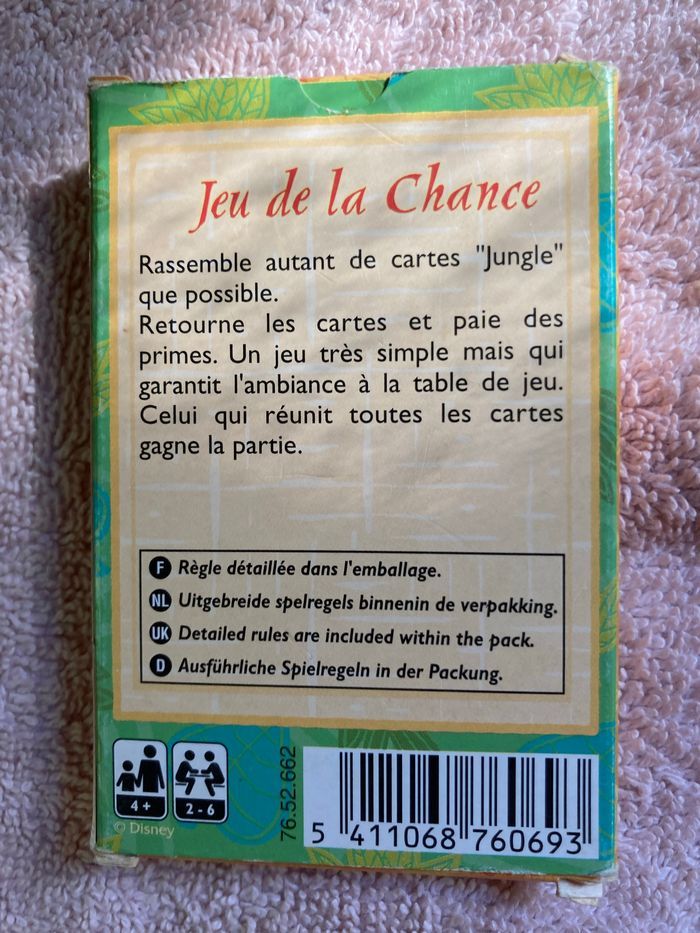 Jeu de la Chance
Rassemble autant de cartes "Jungle"
que possible.
Retourne les cartes et paie des
primes. Un jeu très simple mais qui
garantit l'ambiance à la table de jeu.
Celui qui réunit toutes les cartes
gagne la partie.
F Règle détaillée dans l'emballage.
NL Uitgebreide spelregels binnenin de verpakking.
UK Detailed rules are included within the pack.
D Ausführliche Spielregeln in der Packung.
4 +
2 - 6
© Disney
76.52.662
5 411068 760693